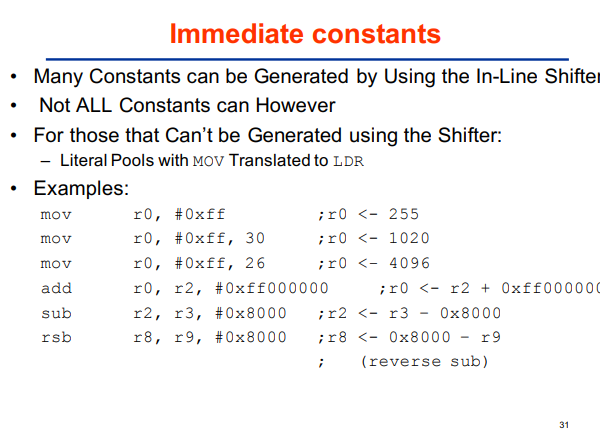 Immediate constants
• Many Constants can be Generated by Using the In-Line Shifter
• Not ALL Constants can However
• For those that Can't be Generated using the Shifter:
– Literal Pools with MOV Translated to LDR
• Examples:
mov r0, #0xff ;r0 <- 255
mov r0, #0xff, 30 ;r0 <- 1020
mov r0, #0xff, 26 ;r0 <- 4096
add r0, r2, #0xff000000 ;r0 <- r2 + 0xff000000
sub r2, r3, #0x8000 ;r2 <- r3 - 0x8000
rsb r8, r9, #0x8000 ;r8 <- 0x8000 - r9
; (reverse sub)
31